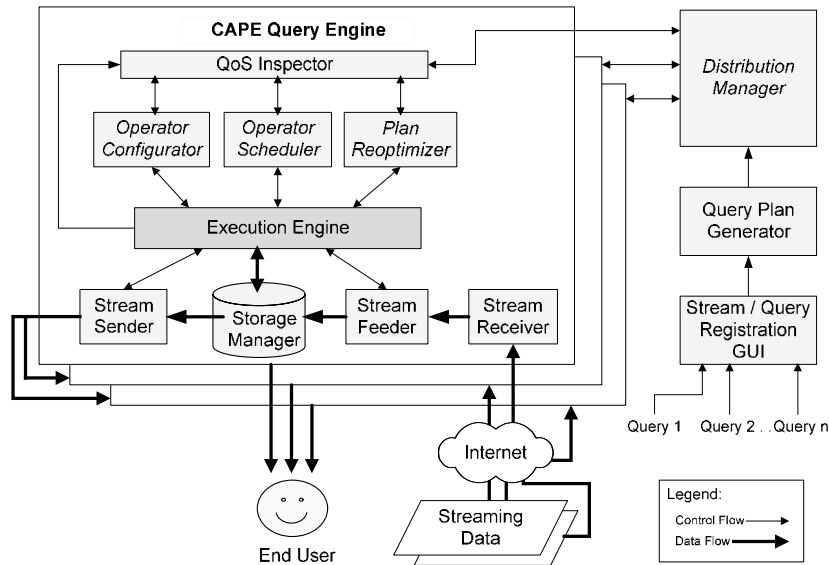 CAPE Query Engine
QoS Inspector
Distribution
Manager
Operator
Configurator
Operator
Scheduler
Plan
Reoptimizer
Execution Engine
Query Plan
Generator
Stream
Sender
Storage
Manager
Stream
Feeder
Stream
Receiver
Stream / Query
Registration
GUI
Query 1
Query 2 . . Query n
Internet
Streaming
Data
End User
Legend:
Control Flow
Data Flow